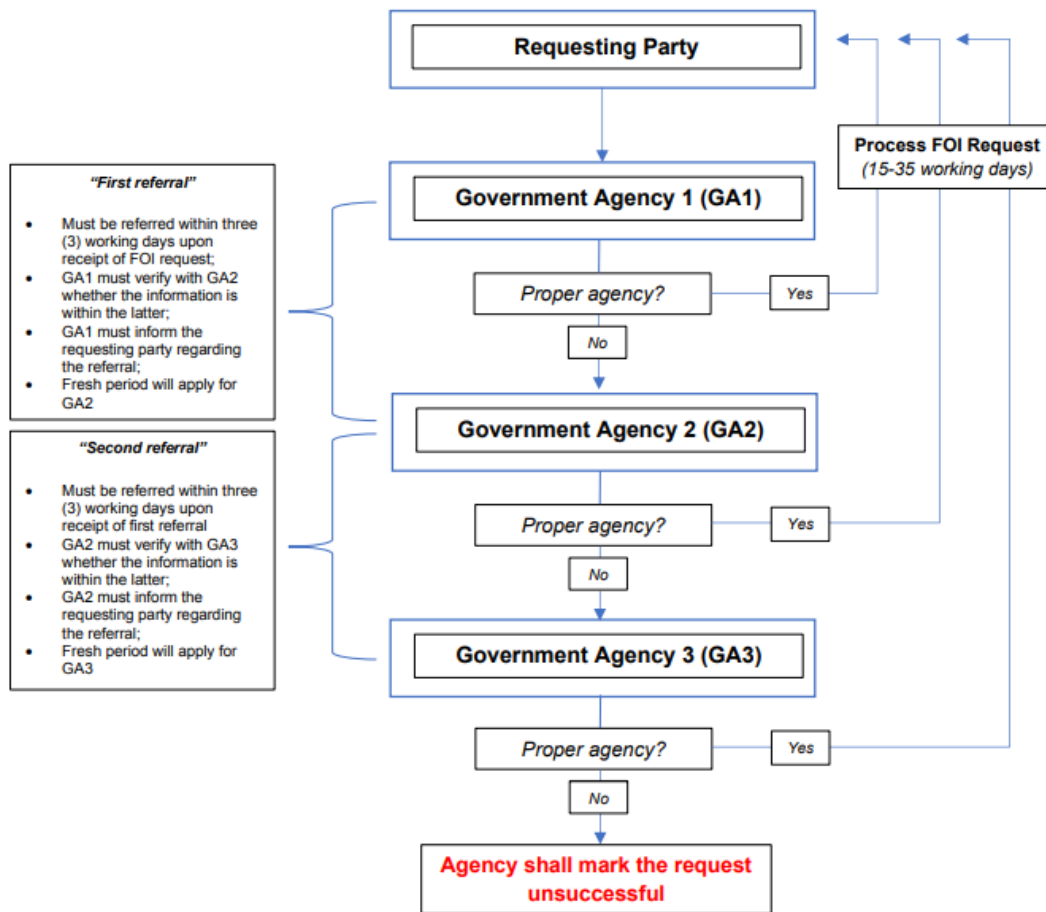 Requesting Party
Process FOI Request
(15-35 working days)
Government Agency 1 (GA1)
“First referral”
• Must be referred within three
(3) working days upon
receipt of FOI request;
• GA1 must verify with GA2
whether the information is
within the latter;
• GA1 must inform the
requesting party regarding
the referral;
• Fresh period will apply for
GA2
Proper agency?
Yes
No
Government Agency 2 (GA2)
“Second referral”
• Must be referred within three
(3) working days upon
receipt of first referral
• GA2 must verify with GA3
whether the information is
within the latter;
• GA2 must inform the
requesting party regarding
the referral;
• Fresh period will apply for
GA3
Proper agency?
Yes
No
Government Agency 3 (GA3)
Proper agency?
Yes
No
Agency shall mark the request
unsuccessful